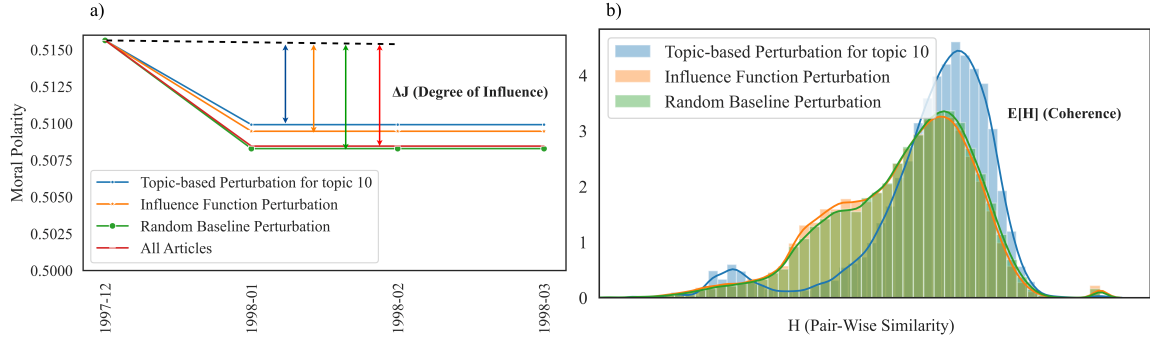 a)
Moral Polarity
0.5150
0.5125
0.5100
0.5075
0.5050
0.5025
0.5000
ΔJ (Degree of Influence)
Topic-based Perturbation for topic 10
Influence Function Perturbation
Random Baseline Perturbation
All Articles
1997-12
1998-01
1998-02
1998-03
b)
4
3
2
1
0
Topic-based Perturbation for topic 10
Influence Function Perturbation
Random Baseline Perturbation
E[H] (Coherence)
H (Pair-Wise Similarity)